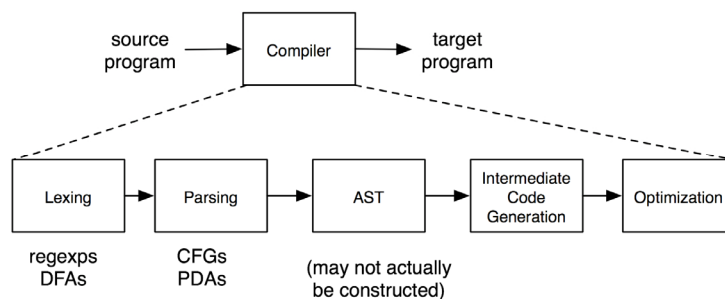 source
program
Compiler
target
program
Lexing
Parsing
AST
Intermediate
Code
Generation
Optimization
regexps
DFAs
CFGs
PDAs
(may not actually
be constructed)